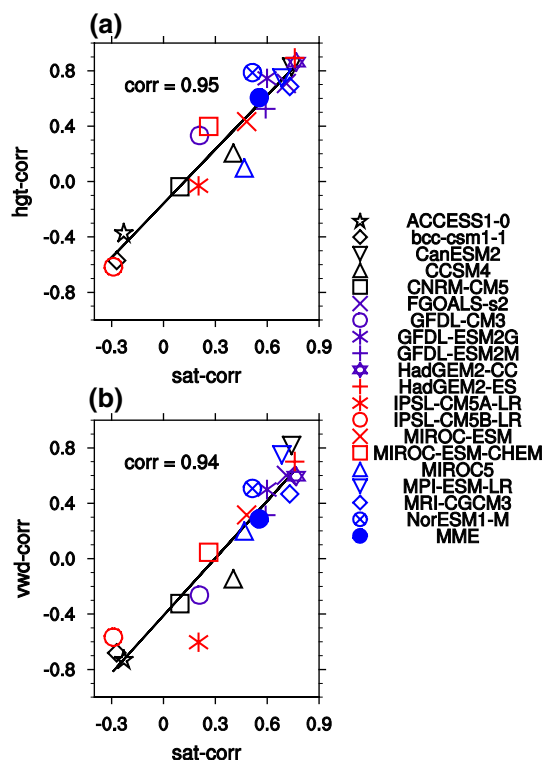 (a)
corr = 0.95
hgt-corr
0.8
0.4
0.0
-0.4
-0.8
-0.3 0 0.3 0.6 0.9
sat-corr
(b)
corr = 0.94
vwd-corr
0.8
0.4
0.0
-0.4
-0.8
-0.3 0 0.3 0.6 0.9
sat-corr
ACCESS1-0
bcc-csm1-1
CanESM2
CCSM4
CNRM-CM5
FGOALS-s2
GFDL-CM3
GFDL-ESM2G
GFDL-ESM2M
HadGEM2-CC
HadGEM2-ES
IPSL-CM5A-LR
IPSL-CM5B-LR
MIROC-ESM
MIROC-ESM-CHEM
MIROC5
MPI-ESM-LR
MRI-CGCM3
NorESM1-M
MME